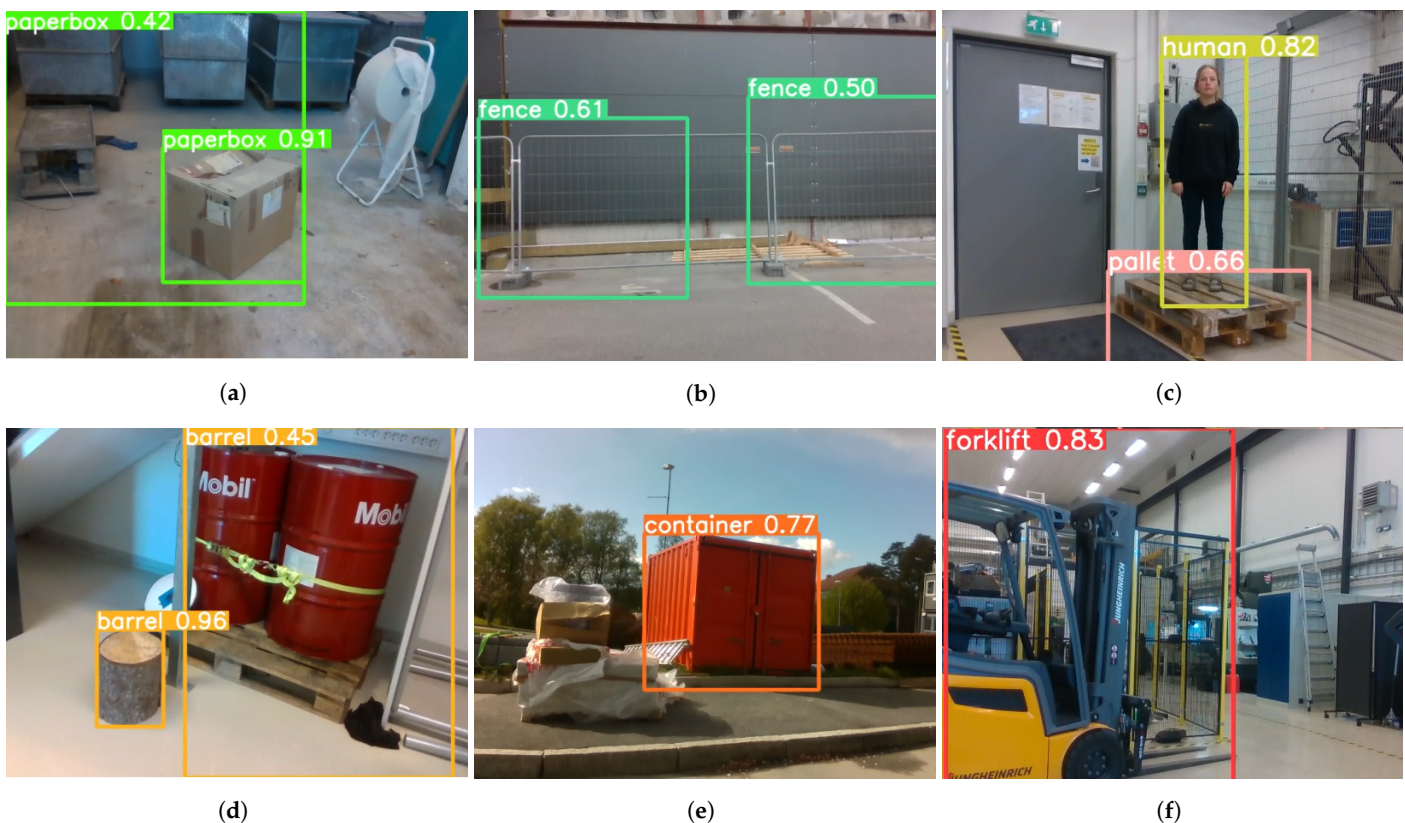 paperbox 0.42
paperbox 0.91
(a)
fence 0.61
fence 0.50
(b)
human 0.82
pallet 0.66
(c)
barrel 0.45
Mobil
Mobil
barrel 0.96
(d)
container 0.77
(e)
forklift 0.83
JUNGHEINRICH
JUNGHEINRICH
(f)